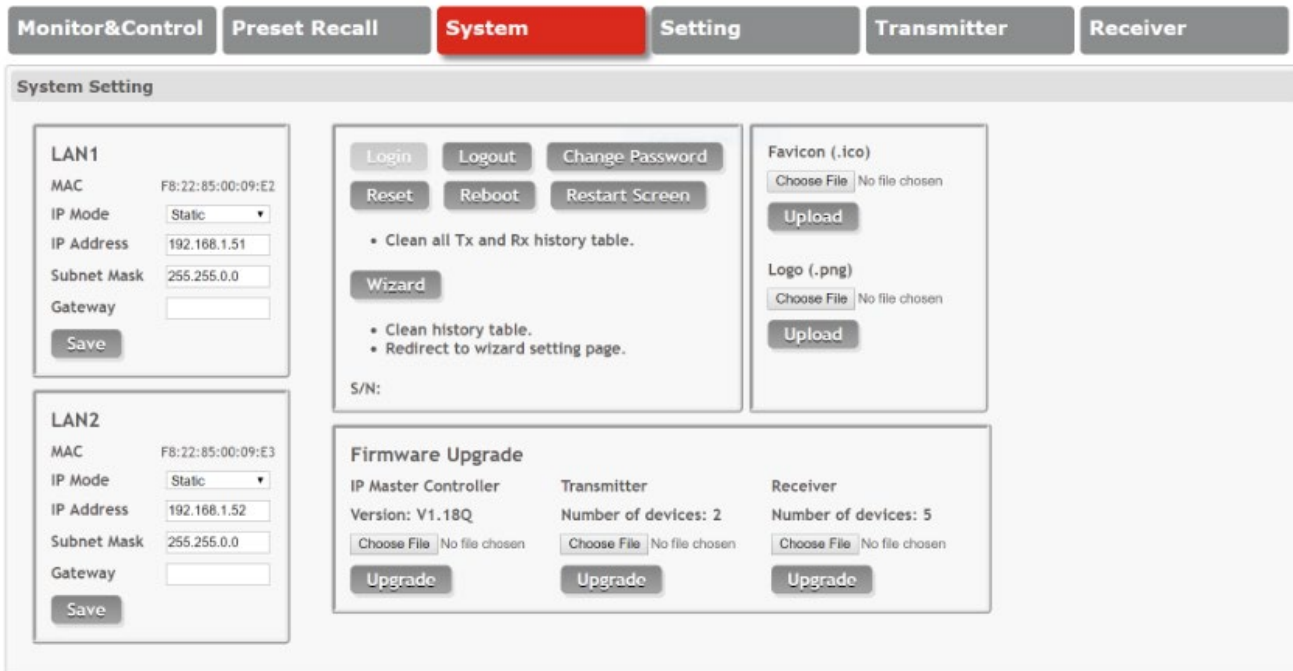 Monitor&Control Preset Recall System Setting Transmitter Receiver
System Setting
LAN1
MAC F8:22:85:00:09:E2
IP Mode Static
IP Address 192.168.1.51
Subnet Mask 255.255.0.0
Gateway
Save
LAN2
MAC F8:22:85:00:09:E3
IP Mode Static
IP Address 192.168.1.52
Subnet Mask 255.255.0.0
Gateway
Save
Login Logout Change Password
Reset Reboot Restart Screen
• Clean all Tx and Rx history table.
Wizard
• Clean history table.
• Redirect to wizard setting page.
S/N:
Favicon (.ico)
Choose File No file chosen
Upload
Logo (.png)
Choose File No file chosen
Upload
Firmware Upgrade
IP Master Controller Transmitter Receiver
Version: V1.18Q Number of devices: 2 Number of devices: 5
Choose File No file chosen Choose File No file chosen Choose File No file chosen
Upgrade Upgrade Upgrade